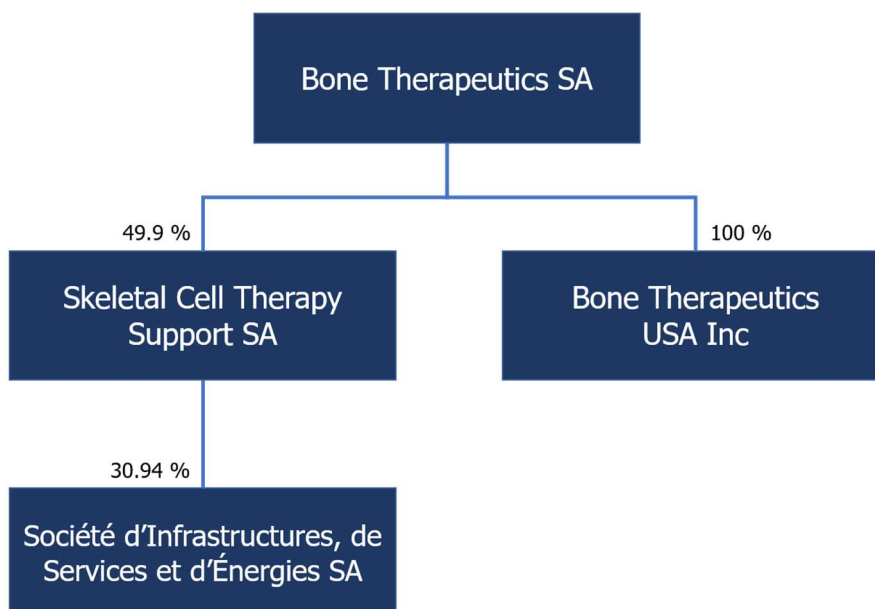 Bone Therapeutics SA
49.9 %
100 %
Skeletal Cell Therapy
Support SA
Bone Therapeutics
USA Inc
30.94 %
Société d'Infrastructures, de
Services et d'Énergies SA